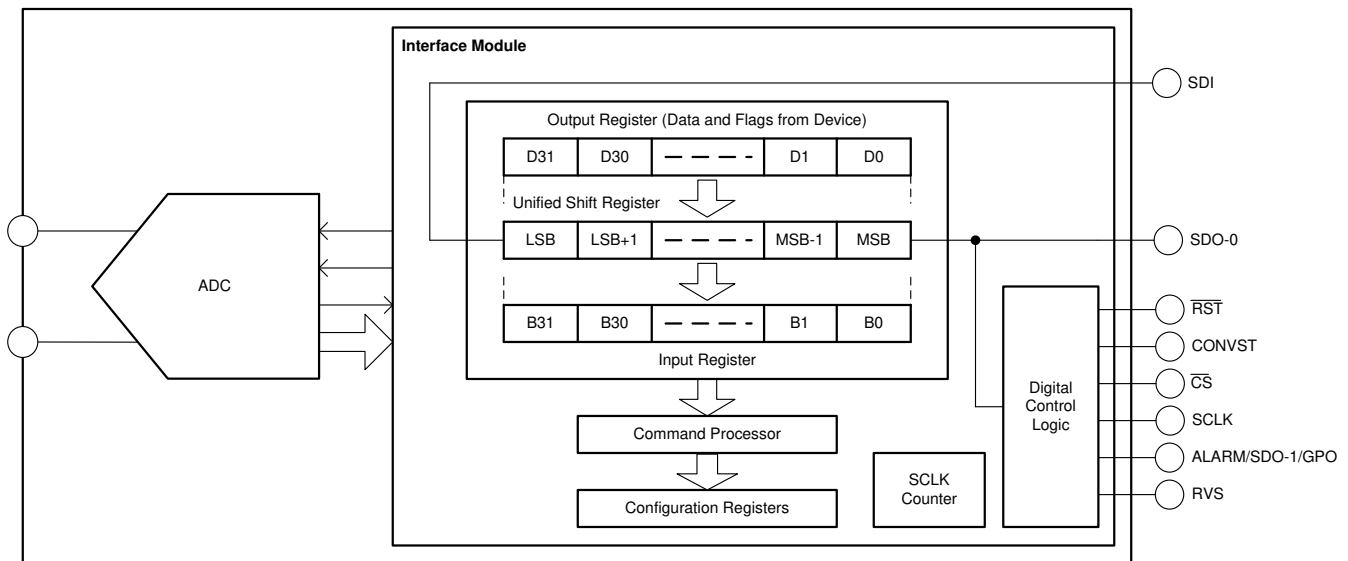 Interface Module
SDI
Output Register (Data and Flags from Device)
D31 D30 D1 D0
Unified Shift Register
LSB LSB+1 MSB-1 MSB
SDO-0
ADC
B31 B30 B1 B0
Input Register
RST
CONVST
CS
SCLK
ALARM/SDO-1/GPO
RVS
Digital
Control
Logic
Command Processor
SCLK
Counter
Configuration Registers